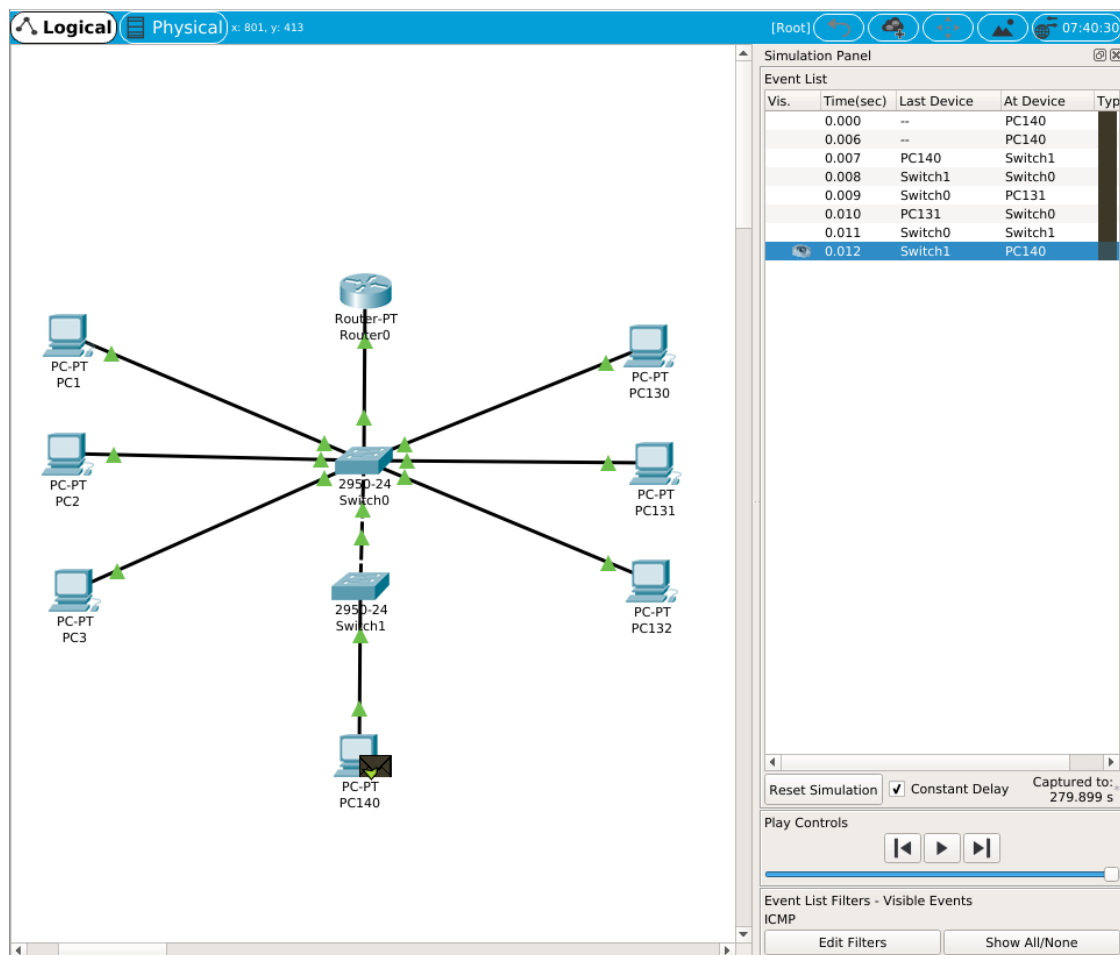 Logical Physical x: 801, y: 413 [Root] 07:40:30
Simulation Panel
Event List
Vis. Time(sec) Last Device At Device Typ
0.000 -- PC140
0.006 -- PC140
0.007 PC140 Switch1
0.008 Switch1 Switch0
0.009 Switch0 PC131
0.010 PC131 Switch0
0.011 Switch0 Switch1
0.012 Switch1 PC140
Router-PT
Router0
PC-PT
PC1
PC-PT
PC130
PC-PT
PC2
2950-24
Switch0
PC-PT
PC131
PC-PT
PC3
2950-24
Switch1
PC-PT
PC132
PC-PT
PC140
Reset Simulation Constant Delay Captured to:
279.899 s
Play Controls
Event List Filters - Visible Events
ICMP
Edit Filters Show All/None